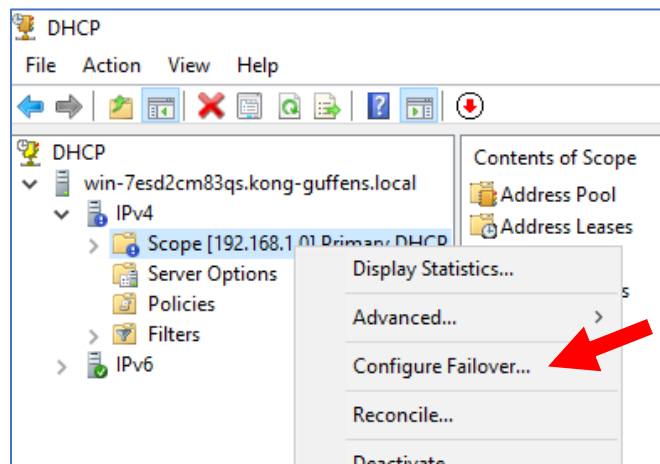 DHCP
File Action View Help
DHCP
win-7esd2cm83qs.kong-guffens.local
IPv4
Scope [192.168.1.0] Primary DHCP
Server Options
Policies
Filters
IPv6
Contents of Scope
Address Pool
Address Leases
s
Display Statistics...
Advanced...
Configure Failover...
Reconcile...
Deactivate